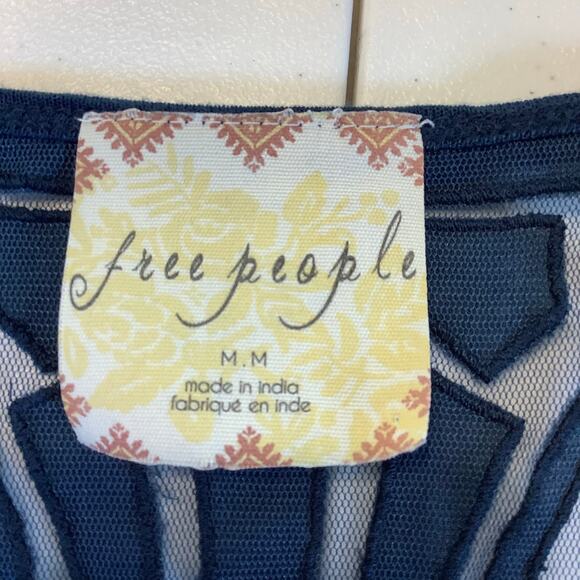 free people
M. M
made in india
fabriqué en inde